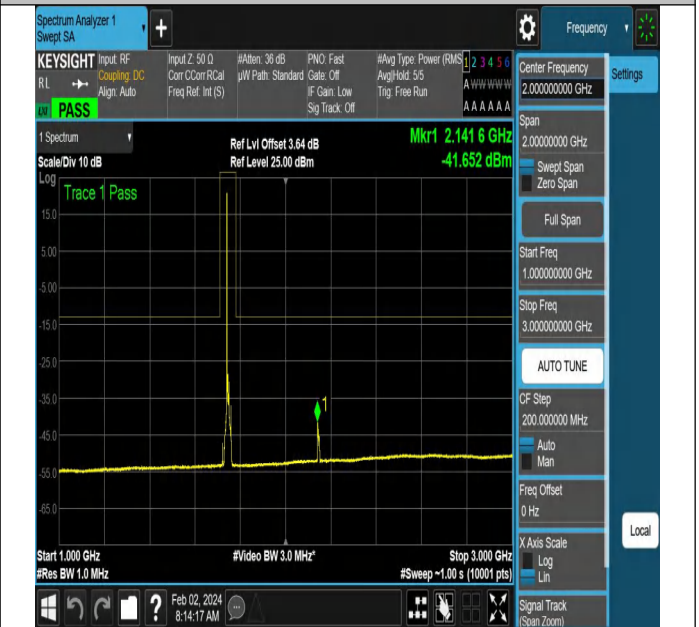 Spectrum Analyzer 1
Swept SA
+
Frequency
KEYSIGHT
Input: RF
Coupling: DC
Align: Auto
Input Z: 50 Ω
Corr CCorr RCal
Freq Ref: Int (S)
#Atten: 36 dB
µW Path: Standard
PNO: Fast
Gate: Off
IF Gain: Low
Sig Track: Off
#Avg Type: Power (RMS
Avg|Hold: 5/5
Trig: Free Run
1 2 3 4 5 6
A W W W W W
A A A A A A
RL
PASS
1 Spectrum
Scale/Div 10 dB
Log
Ref Lvl Offset 3.64 dB
Ref Level 25.00 dBm
Mkr1 2.141 6 GHz
-41.652 dBm
Trace 1 Pass
15.0
5.00
-5.00
-15.0
-25.0
-35.0
-45.0
-55.0
-65.0
1
Start 1.000 GHz
#Res BW 1.0 MHz
#Video BW 3.0 MHz*
Stop 3.000 GHz
#Sweep ~1.00 s (10001 pts)
Center Frequency
2.000000000 GHz
Settings
Span
2.00000000 GHz
Swept Span
Zero Span
Full Span
Start Freq
1.000000000 GHz
Stop Freq
3.000000000 GHz
AUTO TUNE
CF Step
200.000000 MHz
Auto
Man
Freq Offset
0 Hz
X Axis Scale
Log
Lin
Local
Signal Track
(Span Zoom)
?
Feb 02, 2024
8:14:17 AM